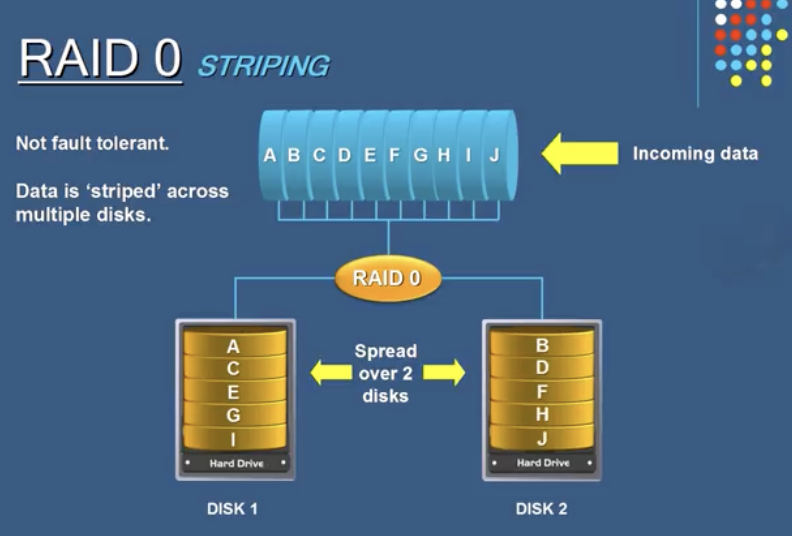 RAID 0 STRIPING
Not fault tolerant.
Data is ‘striped’ across
multiple disks.
A B C D E F G H I J
Incoming data
RAID 0
A
C
E
G
I
Hard Drive
DISK 1
Spread
over 2
disks
B
D
F
H
J
Hard Drive
DISK 2